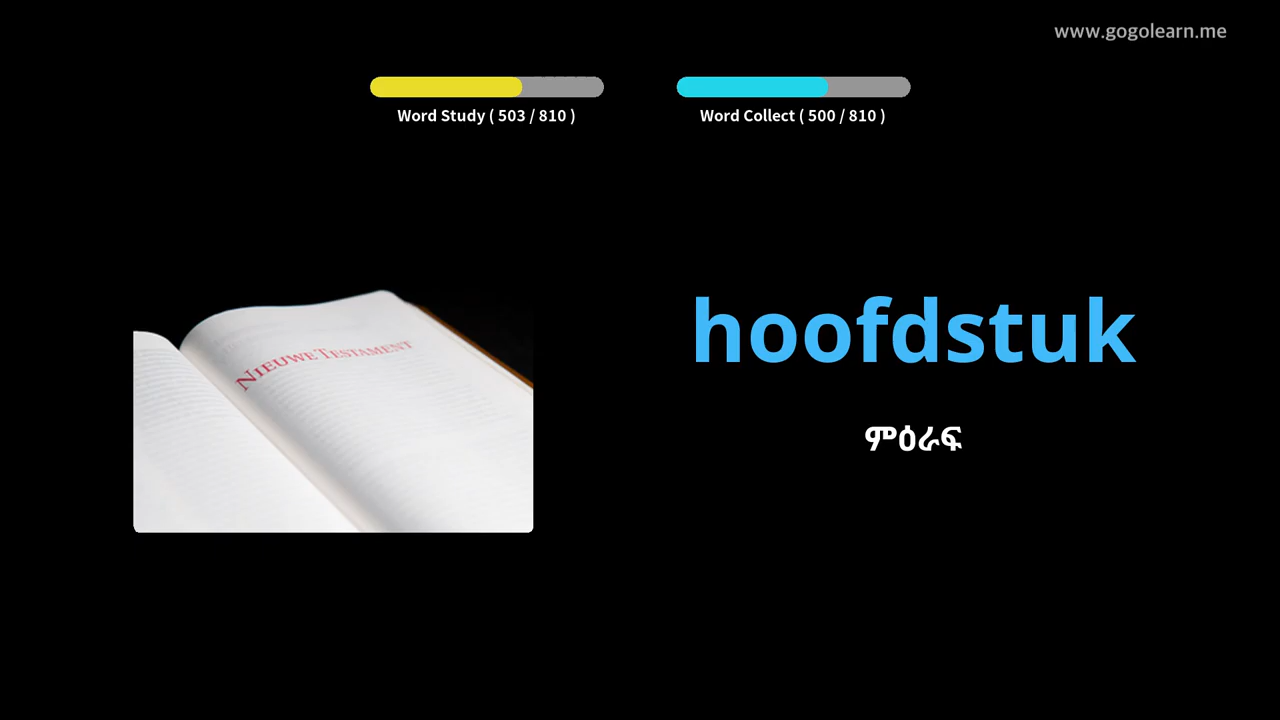 www.gogolearn.me
Word Study ( 503 / 810 )
Word Collect ( 500 / 810 )
NIEUWE TESTAMENT
hoofdstuk
ምዕራፍ